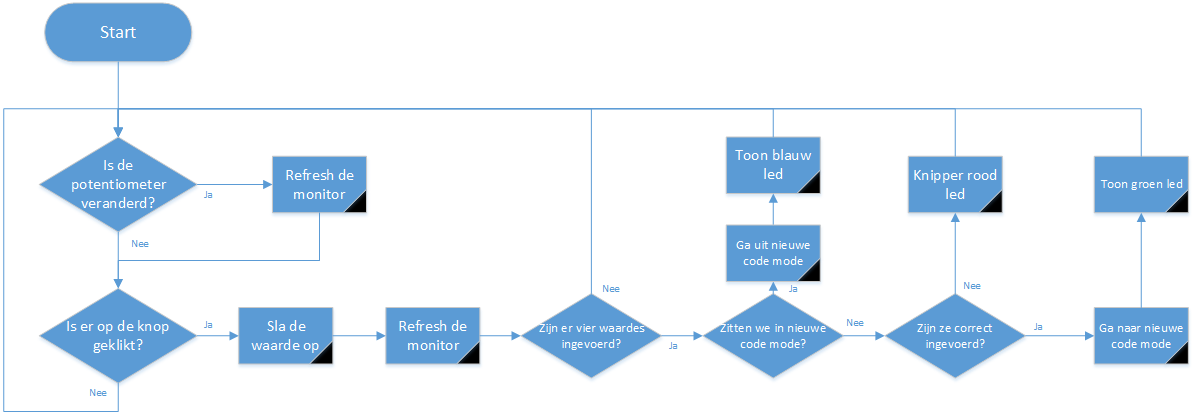 Start
Is de
potentiometer
veranderd?
Ja
Refresh de
monitor
Nee
Is er op de knop
geklikt?
Ja
Nee
Sla de
waarde op
Refresh de
monitor
Zijn er vier waardes
ingevoerd?
Nee
Ja
Zitten we in nieuwe
code mode?
Ja
Ga uit nieuwe
code mode
Toon blauw
led
Nee
Zijn ze correct
ingevoerd?
Nee
Knipper rood
led
Ja
Ga naar nieuwe
code mode
Toon groen led